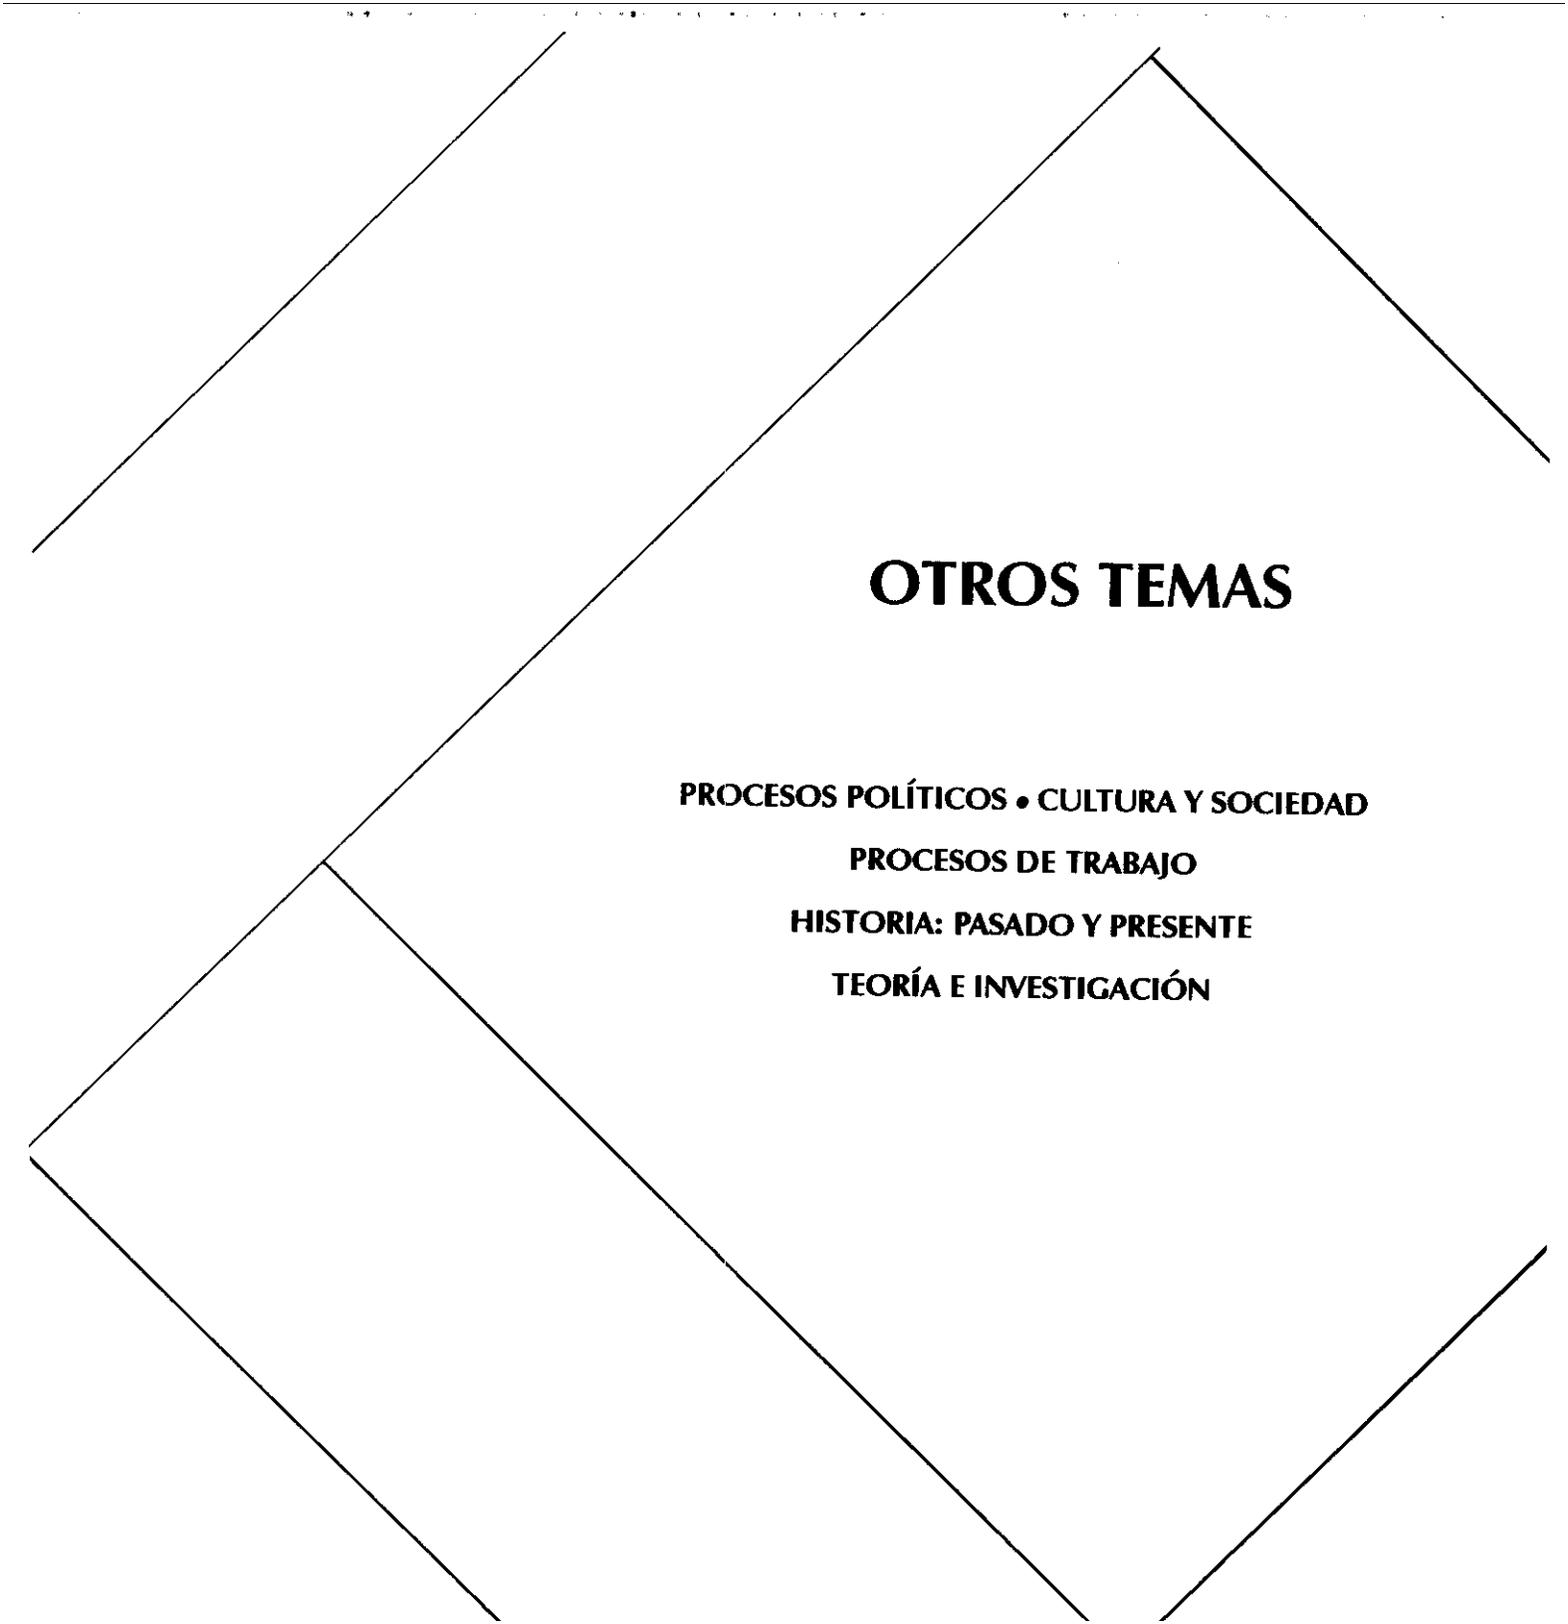 OTROS TEMAS
PROCESOS POLÍTICOS • CULTURA Y SOCIEDAD
PROCESOS DE TRABAJO
HISTORIA: PASADO Y PRESENTE
TEORÍA E INVESTIGACIÓN